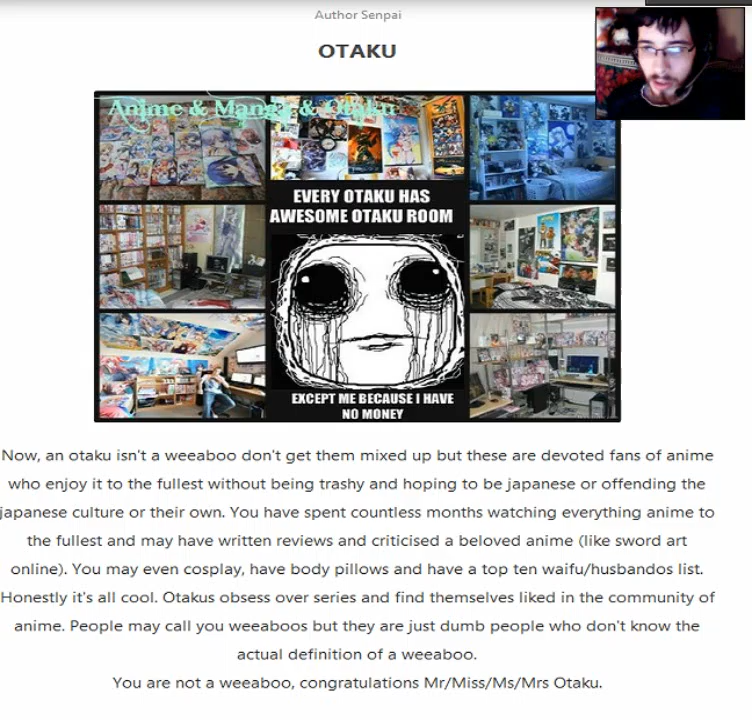 Author Senpai
OTAKU
Anime & Manga & Otaku
EVERY OTAKU HAS
AWESOME OTAKU ROOM
EXCEPT ME BECAUSE I HAVE
NO MONEY
Now, an otaku isn't a weeaboo don't get them mixed up but these are devoted fans of anime
who enjoy it to the fullest without being trashy and hoping to be japanese or offending the
japanese culture or their own. You have spent countless months watching everything anime to
the fullest and may have written reviews and criticised a beloved anime (like sword art
online). You may even cosplay, have body pillows and have a top ten waifu/husbandos list.
Honestly it's all cool. Otakus obsess over series and find themselves liked in the community of
anime. People may call you weeaboos but they are just dumb people who don't know the
actual definition of a weeaboo.
You are not a weeaboo, congratulations Mr/Miss/Ms/Mrs Otaku.